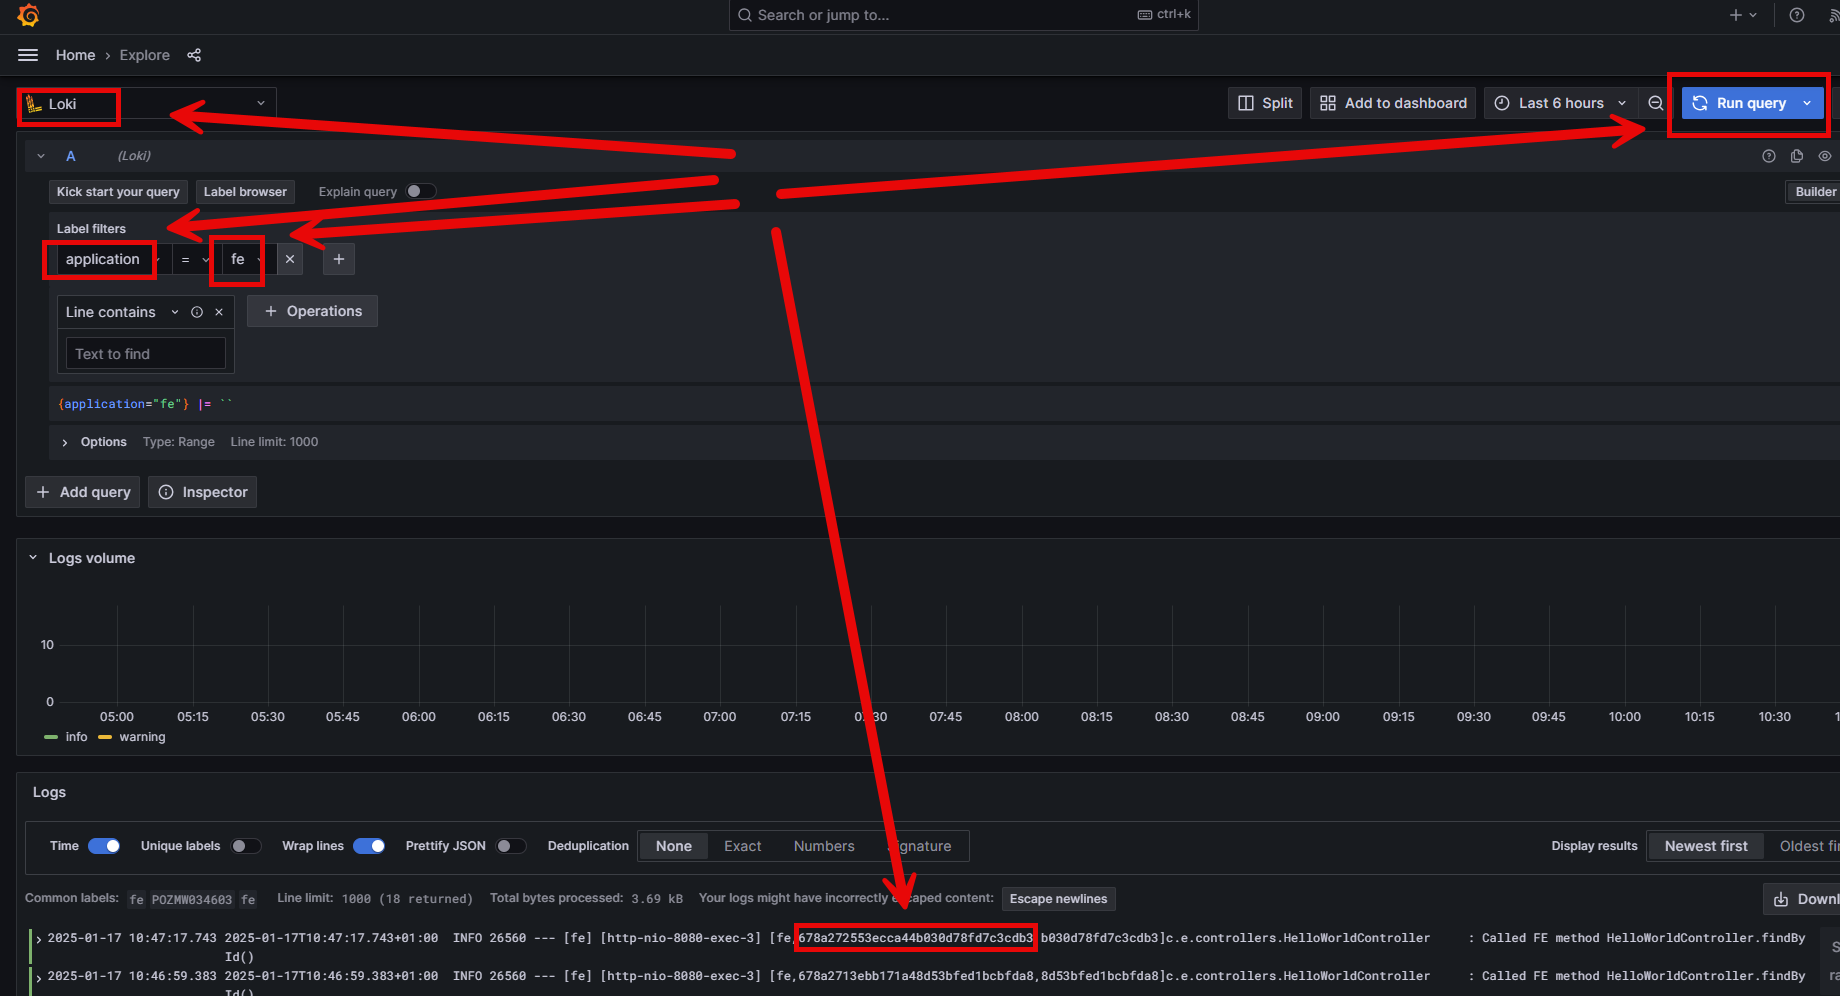 Search or jump to...
ctrl+k
Home › Explore
Loki
Split
Add to dashboard
Last 6 hours
Run query
A (Loki)
Kick start your query
Label browser
Explain query
Builder
Label filters
application = fe
Line contains
Operations
Text to find
{application="fe"} |= ``
Options Type: Range Line limit: 1000
Add query
Inspector
Logs volume
10
0
05:00 05:15 05:30 05:45 06:00 06:15 06:30 06:45 07:00 07:15 07:30 07:45 08:00 08:15 08:30 08:45 09:00 09:15 09:30 09:45 10:00 10:15 10:30
info warning
Logs
Time Unique labels Wrap lines Prettify JSON Deduplication None Exact Numbers Display results Newest first Oldest
Common labels: fe POZMW034603 fe Line limit: 1000 (18 returned) Total bytes processed: 3.69 kB Your logs might have incorrectly escaped content: Escape newlines
2025-01-17 10:47:17.743 2025-01-17T10:47:17.743+01:00 INFO 26560 --- [fe] [http-nio-8080-exec-3] [fe,678a272553ecca44b030d78fd7c3cdb3 b030d78fd7c3cdb3]c.e.controllers.HelloWorldController : Called FE method HelloWorldController.findBy
Id()
2025-01-17 10:46:59.383 2025-01-17T10:46:59.383+01:00 INFO 26560 --- [fe] [http-nio-8080-exec-3] [fe,678a2713ebb171a48d53bfed1bcbfda8,8d53bfed1bcbfda8]c.e.controllers.HelloWorldController : Called FE method HelloWorldController.findBy
Id()